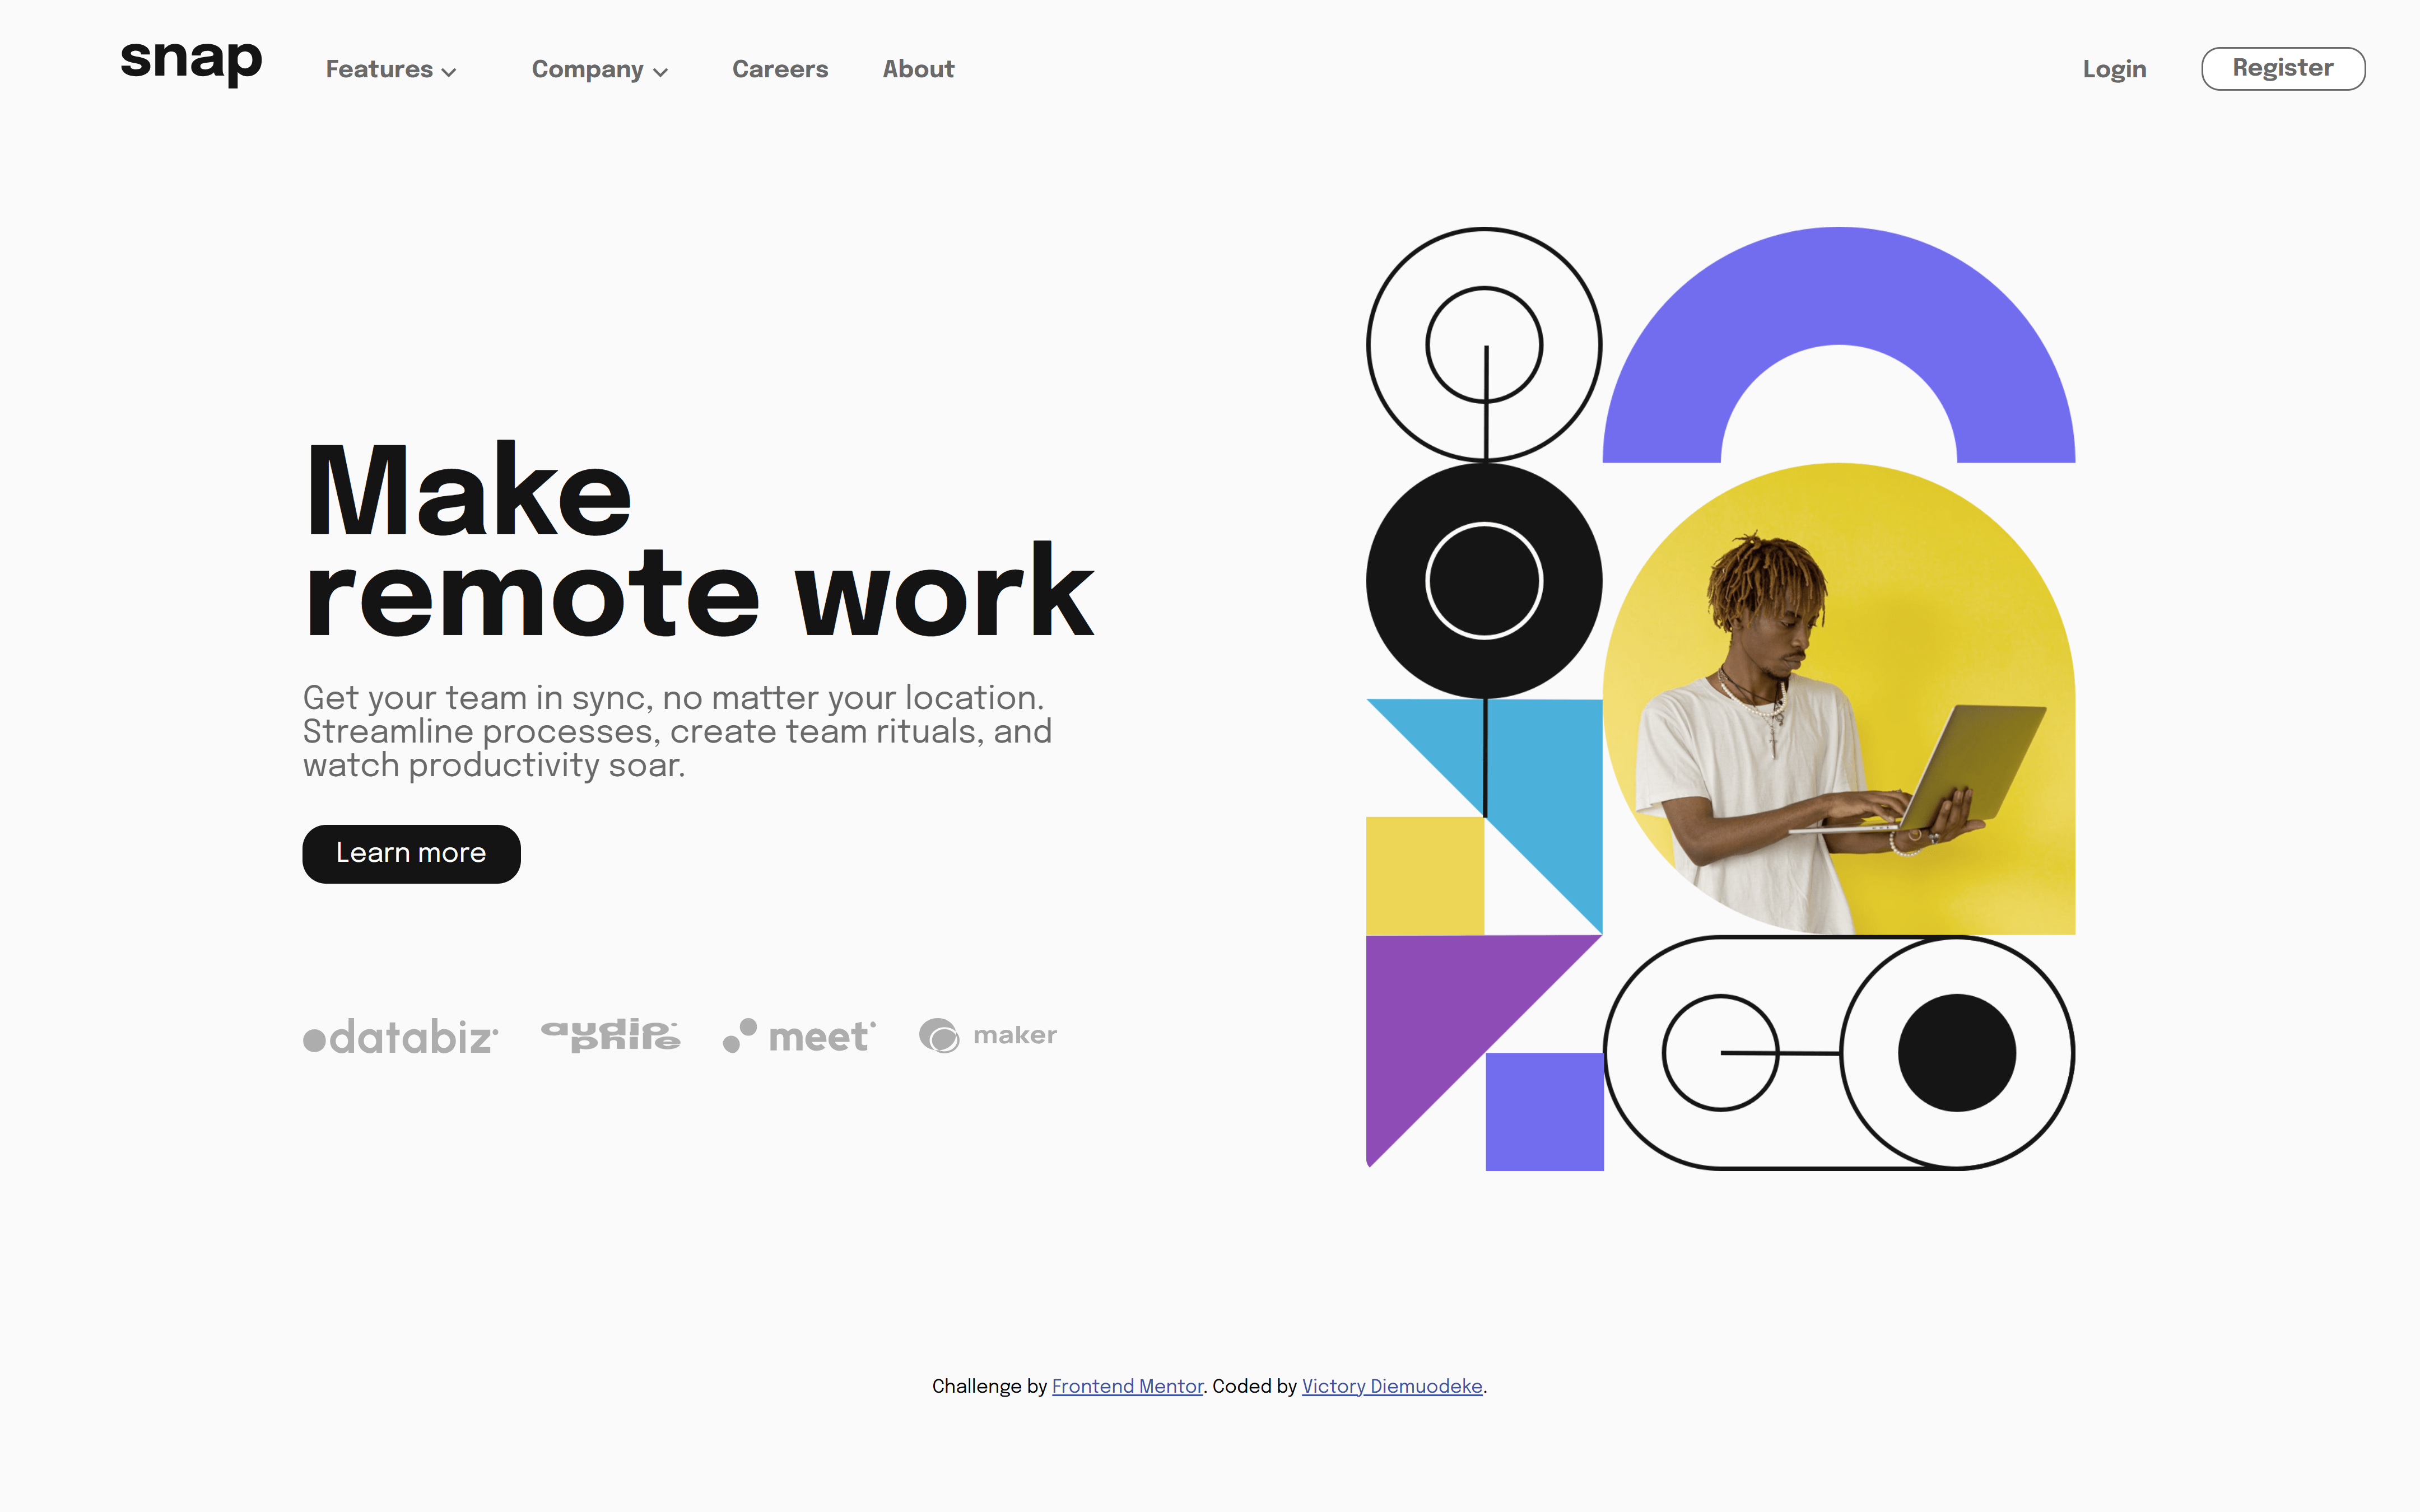 snap Features Company Careers About Login Register
Make
remote work
Get your team in sync, no matter your location.
Streamline processes, create team rituals, and
watch productivity soar.
Learn more
databiz audiophile meet maker
Challenge by Frontend Mentor. Coded by Victory Diemuodeke.